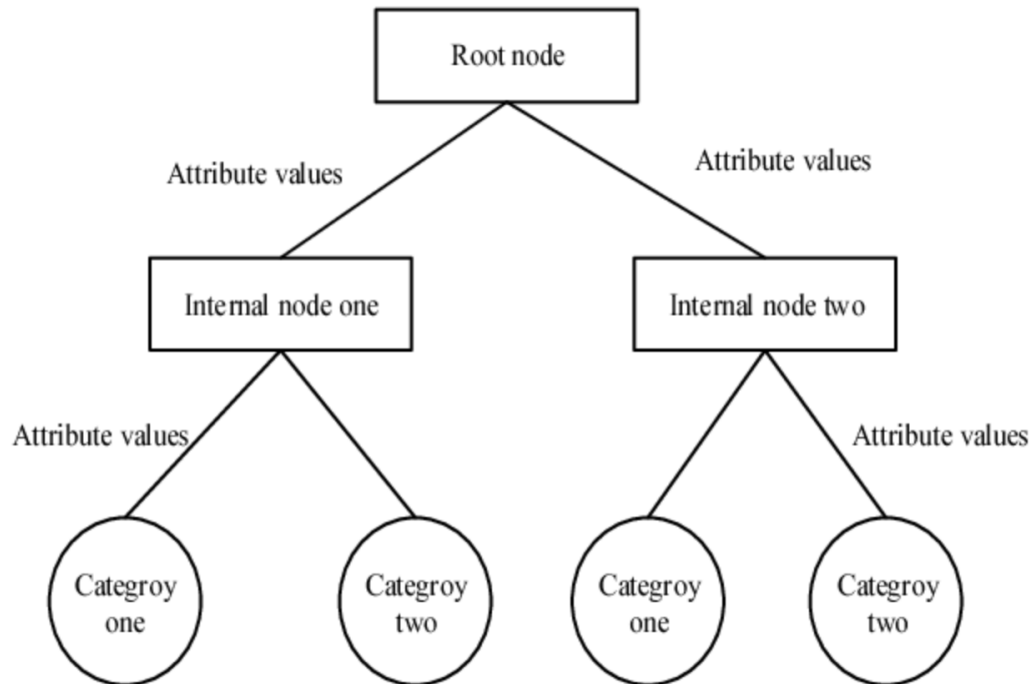 Root node
Attribute values
Attribute values
Internal node one
Internal node two
Attribute values
Attribute values
Categroy
one
Categroy
two
Categroy
one
Categroy
two